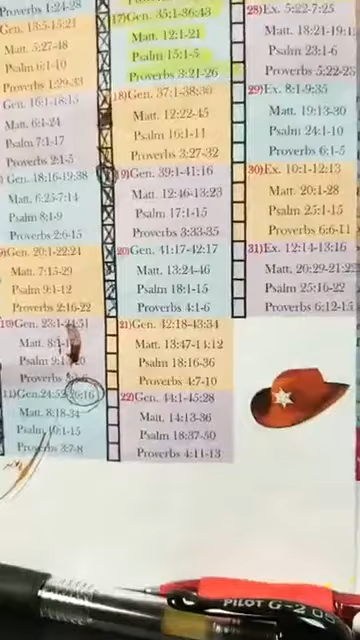 Proverbs 1:24-28
Gen. 13:5-15:21
Matt. 5:27-48
Psalm 6:1-10
Proverbs 1:29-33
Gen. 16:1-18:15
Matt. 6:1-24
Psalm 7:1-17
Proverbs 2:1-5
Gen. 18:16-19:38
Matt. 6:25-7:14
Psalm 8:1-9
Proverbs 2:6-15
Gen. 20:1-22:24
Matt. 7:15-29
Psalm 9:1-12
Proverbs 2:16-22
10)Gen. 23:1-24:51
Matt.
Psalm
Proverbs
11)Gen. 24:52-26:16
Matt. 8:18-34
Psalm 10:1-15
Proverbs 3:7-8
17)Gen. 35:1-36:43
Matt. 12:1-21
Psalm 15:1-5
Proverbs 3:21-26
18)Gen. 37:1-38:30
Matt. 12:22-45
Psalm 16:1-11
Proverbs 3:27-32
19)Gen. 39:1-41:16
Matt. 12:46-13:23
Psalm 17:1-15
Proverbs 3:33-35
20)Gen. 41:17-42:17
Matt. 13:24-46
Psalm 18:1-15
Proverbs 4:1-6
21)Gen. 42:18-43:34
Matt. 13:47-14:12
Psalm 18:16-36
Proverbs 4:7-10
22)Gen. 44:1-45:28
Matt. 14:13-36
Psalm 18:37-50
Proverbs 4:11-13
28)Ex. 5:22-7:25
Matt. 18:21-19:1
Psalm 23:1-6
Proverbs 5:22-23
29)Ex. 8:1-9:35
Matt. 19:13-30
Psalm 24:1-10
Proverbs 6:1-5
30)Ex. 10:1-12:13
Matt. 20:1-28
Psalm 25:1-15
Proverbs 6:6-11
31)Ex. 12:14-13:16
Matt. 20:29-21:2
Psalm 25:16-22
Proverbs 6:12-15
PILOT G-2